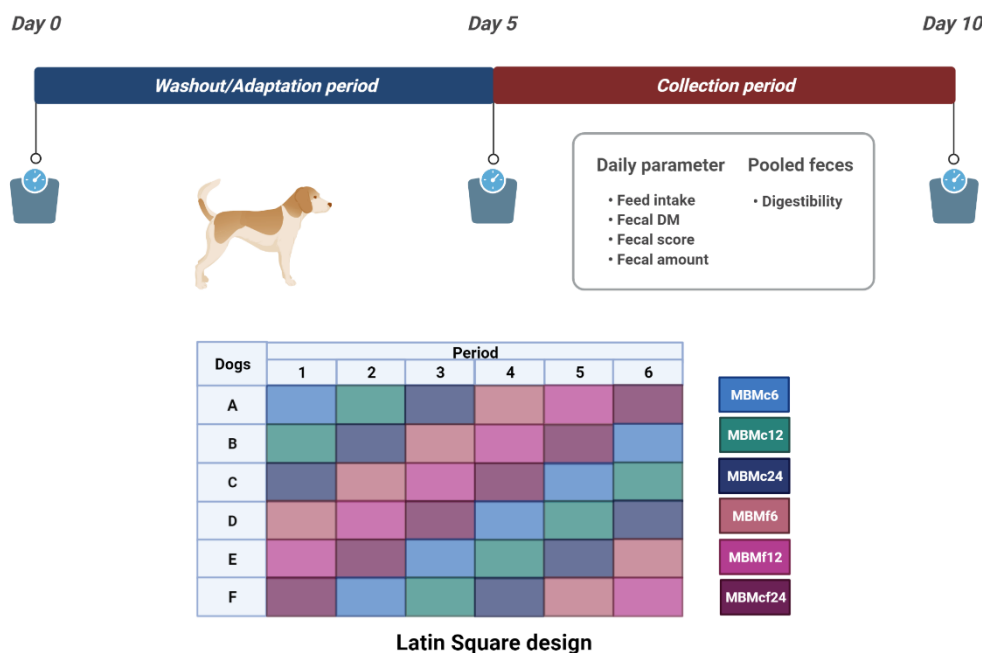 Day 0
Day 5
Day 10
Washout/Adaptation period
Collection period
Daily parameter
• Feed intake
• Fecal DM
• Fecal score
• Fecal amount
Pooled feces
• Digestibility
Dogs
Period
1 2 3 4 5 6
A
B
C
D
E
F
MBMc6
MBMc12
MBMc24
MBMf6
MBMf12
MBMcf24
Latin Square design